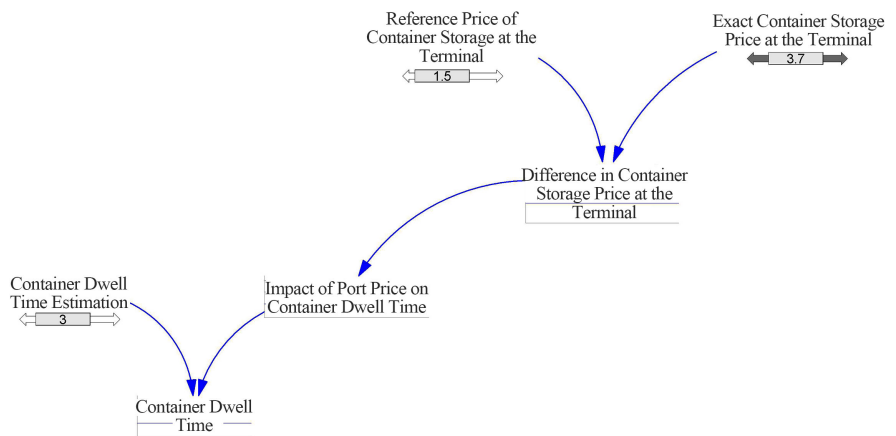 Reference Price of
Container Storage at the
Terminal
1.5
Exact Container Storage
Price at the Terminal
3.7
Difference in Container
Storage Price at the
Terminal
Impact of Port Price on
Container Dwell Time
Container Dwell
Time Estimation
3
Container Dwell
Time